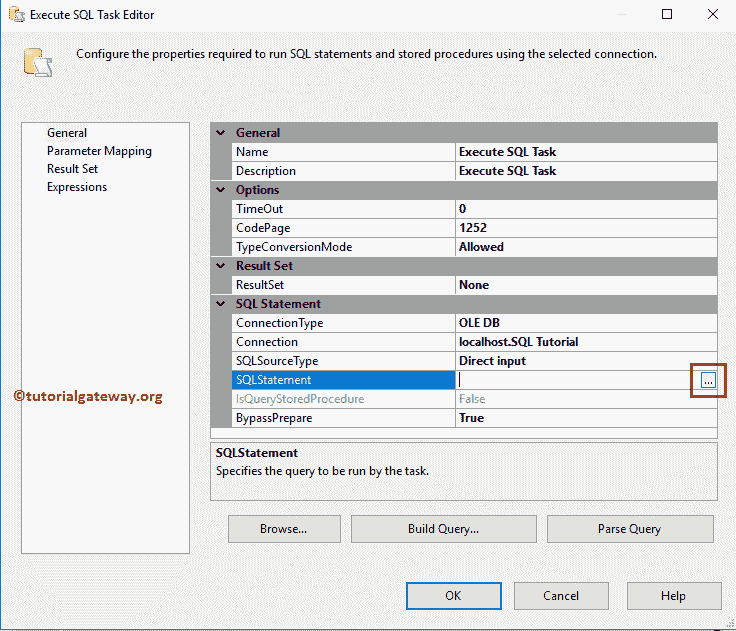 Execute SQL Task Editor
Configure the properties required to run SQL statements and stored procedures using the selected connection.
General
Parameter Mapping
Result Set
Expressions
©tutorialgateway.org
General
Name Execute SQL Task
Description Execute SQL Task
Options
TimeOut 0
CodePage 1252
TypeConversionMode Allowed
Result Set
ResultSet None
SQL Statement
ConnectionType OLE DB
Connection localhost.SQL Tutorial
SQLSourceType Direct input
SQLStatement ...
IsQueryStoredProcedure False
BypassPrepare True
SQLStatement
Specifies the query to be run by the task.
Browse... Build Query... Parse Query
OK Cancel Help